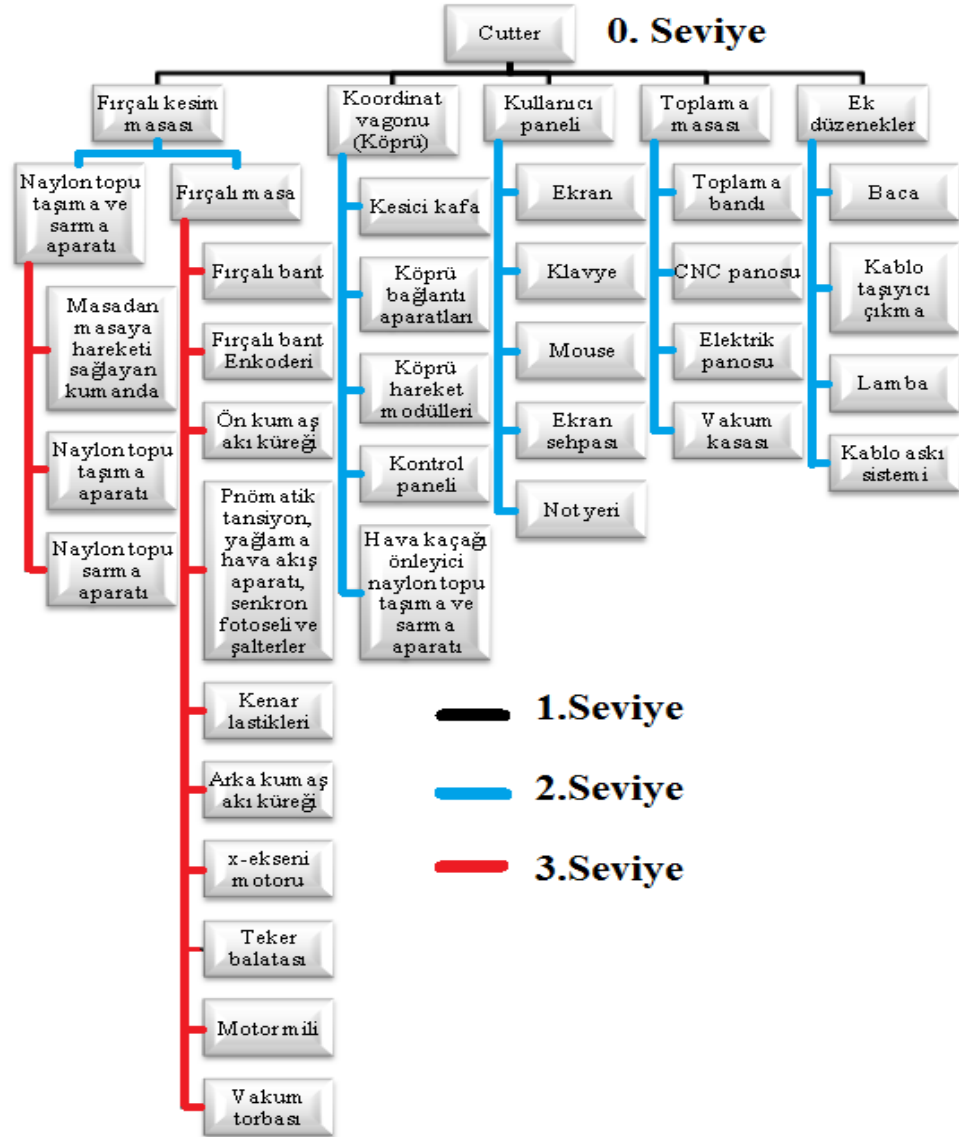 Cutter
0. Seviye
Fırçalı kesim
masası
Koordinat
vagonu
(Köprü)
Kullanıcı
paneli
Toplama
masası
Ek
düzenekler
Naylon topu
taşıma ve
sarma
aparatı
Fırçalı masa
Masadan
masaya
hareketi
sağlayan
kumanda
Naylon topu
taşıma
aparatı
Naylon topu
sarma
aparatı
Fırçalı bant
Fırçalı bant
Enkoderi
Ön kumaş
akı küreği
Pnömatik
tansiyon,
yağlama
hava akış
aparatı,
senkron
fotoseli ve
şalterler
Kenar
lastikleri
Arka kumaş
akı küreği
x-ekseni
motoru
Teker
balatası
Motor mili
Vakum
torbası
Kesici kafa
Köprü
bağlantı
aparatları
Köprü
hareket
modülleri
Kontrol
paneli
Hava kaçağı
önleyici
naylon topu
taşıma ve
sarma
aparatı
Ekran
Klavye
Mouse
Ekran
sehpası
Not yeri
Toplama
bandı
CNC panosu
Elektrik
panosu
Vakum
kasası
Baca
Kablo
taşıyıcı
çıkma
Lamba
Kablo askı
sistemi
1.Seviye
2.Seviye
3.Seviye